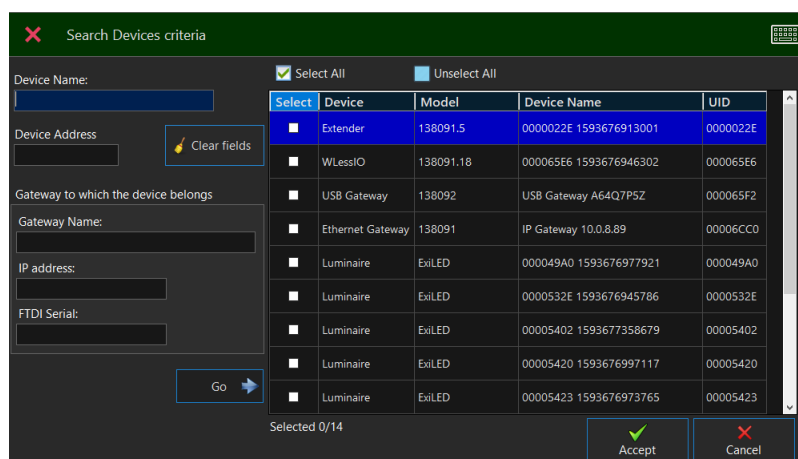 Search Devices criteria
Device Name:
Device Address
Clear fields
Gateway to which the device belongs
Gateway Name:
IP address:
FTDI Serial:
Go
Select All Unselect All
Select Device Model Device Name UID
Extender 138091.5 0000022E 1593676913001 0000022E
WLessIO 138091.18 000065E6 1593676946302 000065E6
USB Gateway 138092 USB Gateway A64Q7P5Z 000065F2
Ethernet Gateway 138091 IP Gateway 10.0.8.89 00006CC0
Luminaire ExiLED 000049A0 1593676977921 000049A0
Luminaire ExiLED 0000532E 1593676945786 0000532E
Luminaire ExiLED 00005402 1593677358679 00005402
Luminaire ExiLED 00005420 1593676997117 00005420
Luminaire ExiLED 00005423 1593676973765 00005423
Selected 0/14
Accept Cancel